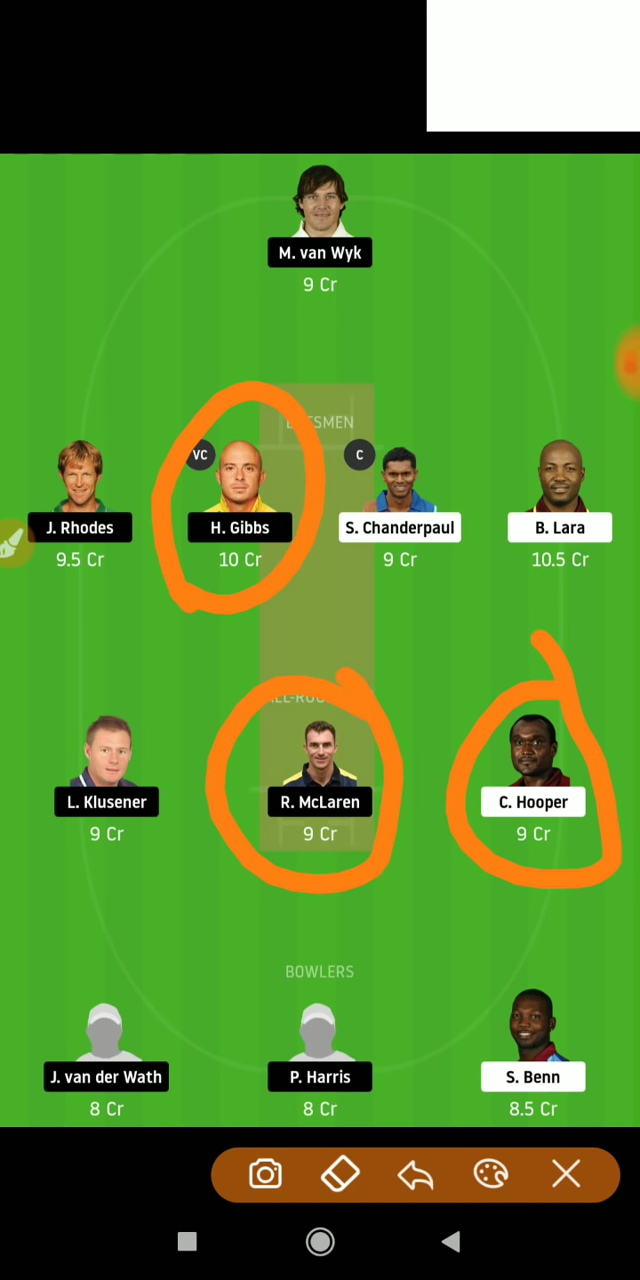 M. van Wyk
9 Cr
VC
C
J. Rhodes
H. Gibbs
S. Chanderpaul
B. Lara
9.5 Cr
10 Cr
9 Cr
10.5 Cr
L. Klusener
R. McLaren
C. Hooper
9 Cr
9 Cr
9 Cr
BOWLERS
J. van der Wath
P. Harris
S. Benn
8 Cr
8 Cr
8.5 Cr